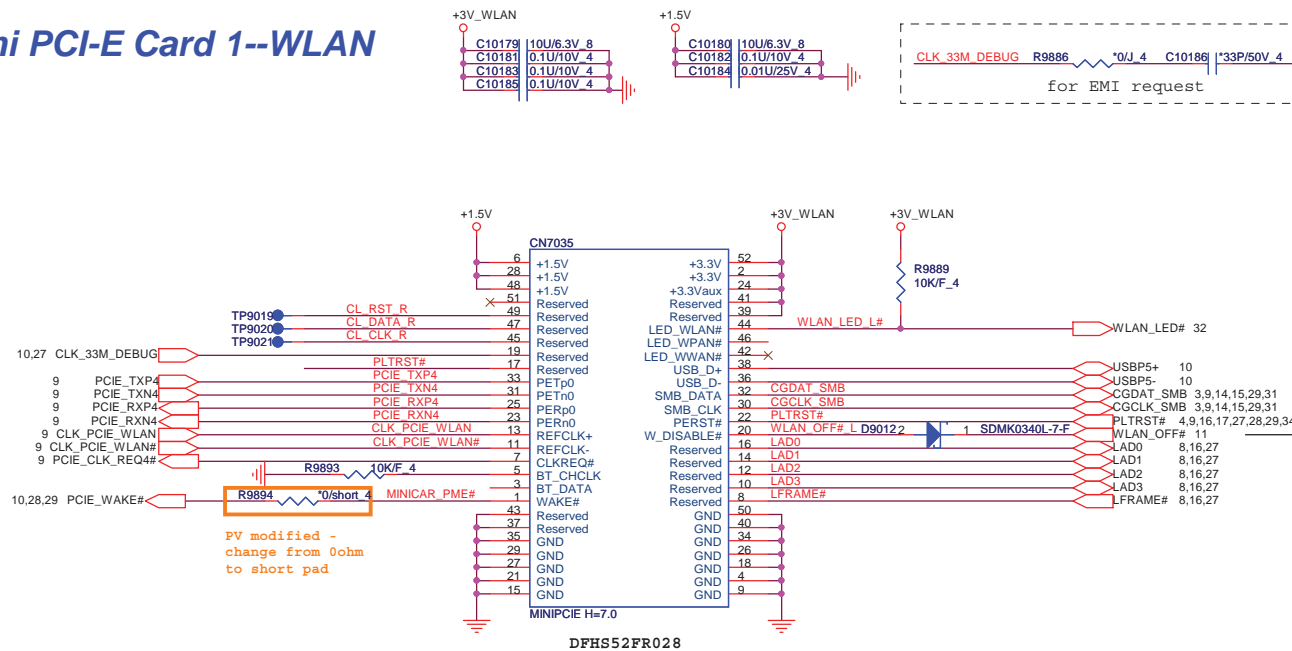 ni PCI-E Card 1--WLAN
+3V_WLAN
C10179 10U/6.3V_8
C10181 0.1U/10V_4
C10183 0.1U/10V_4
C10185 0.1U/10V_4
+1.5V
C10180 10U/6.3V_8
C10182 0.1U/10V_4
C10184 0.01U/25V_4
CLK_33M_DEBUG R9886 *0/J_4 C10186 *33P/50V_4
for EMI request
+1.5V
+3V_WLAN
+3V_WLAN
R9889
10K/F_4
CN7035
6 +1.5V +3.3V 52
28 +1.5V +3.3V 2
48 +1.5V +3.3Vaux 24
51 Reserved Reserved 41
TP9019 CL_RST_R 49 Reserved Reserved 39
TP9020 CL_DATA_R 47 Reserved LED_WLAN# 44 WLAN_LED_L# WLAN_LED# 32
TP9021 CL_CLK_R 45 Reserved LED_WPAN# 46
10,27 CLK_33M_DEBUG 19 Reserved LED_WWAN# 42
PLTRST# 17 Reserved USB_D+ 38 USBP5+ 10
9 PCIE_TXP4 PCIE_TXP4 33 PETp0 USB_D- 36 USBP5- 10
9 PCIE_TXN4 PCIE_TXN4 31 PETn0 SMB_DATA 32 CGDAT_SMB CGDAT_SMB 3,9,14,15,29,31
9 PCIE_RXP4 PCIE_RXP4 25 PERp0 SMB_CLK 30 CGCLK_SMB CGCLK_SMB 3,9,14,15,29,31
9 PCIE_RXN4 PCIE_RXN4 23 PERn0 PERST# 22 PLTRST# PLTRST# 4,9,16,17,27,28,29,34
9 CLK_PCIE_WLAN CLK_PCIE_WLAN 13 REFCLK+ W_DISABLE# 20 WLAN_OFF#_L D9012 2 1 SDMK0340L-7-F WLAN_OFF# 11
9 CLK_PCIE_WLAN# CLK_PCIE_WLAN# 11 REFCLK- Reserved 16 LAD0 LAD0 8,16,27
9 PCIE_CLK_REQ4# 7 CLKREQ# Reserved 14 LAD1 LAD1 8,16,27
R9893 10K/F_4 5 BT_CHCLK Reserved 12 LAD2 LAD2 8,16,27
3 BT_DATA Reserved 10 LAD3 LAD3 8,16,27
10,28,29 PCIE_WAKE# R9894 *0/short_4 MINICAR_PME# 1 WAKE# Reserved 8 LFRAME# LFRAME# 8,16,27
43 Reserved GND 50
37 Reserved GND 40
35 GND GND 34
29 GND GND 26
27 GND GND 18
21 GND GND 4
15 GND GND 9
PV modified -
change from 0ohm
to short pad
MINIPCIE H=7.0
DFHS52FR028